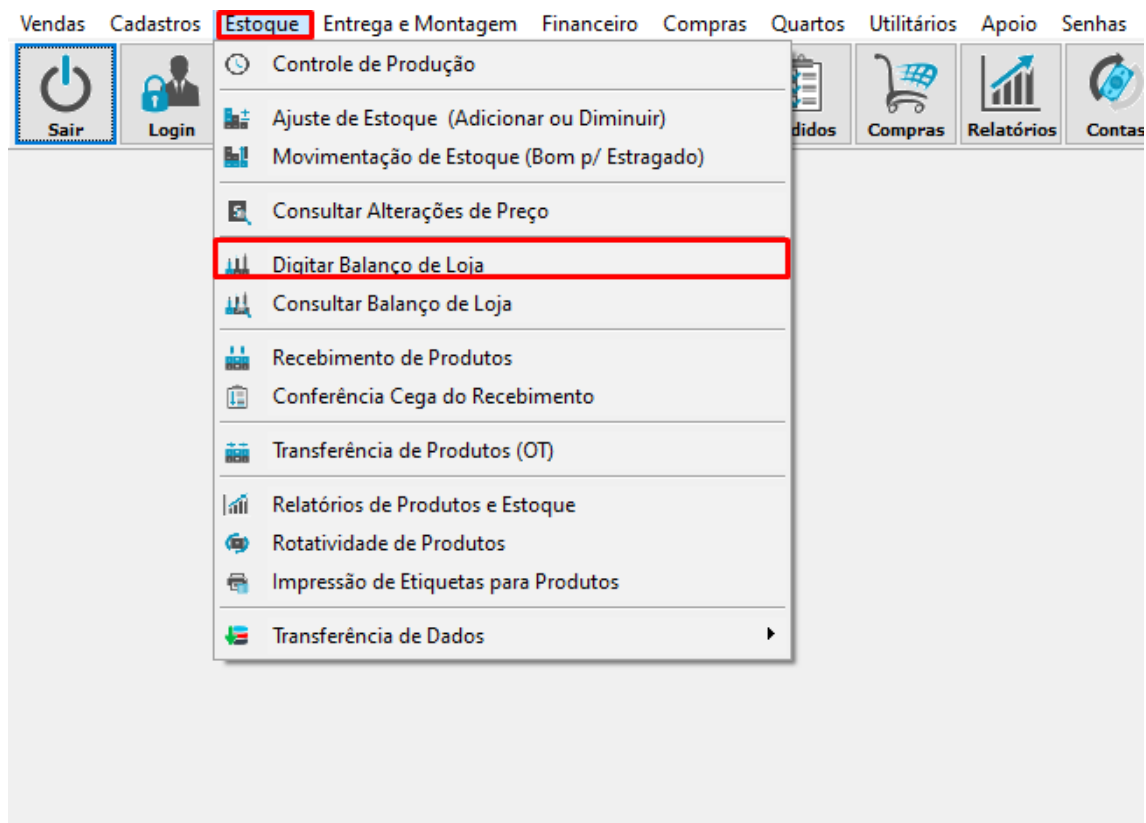 Vendas Cadastros Estoque Entrega e Montagem Financeiro Compras Quartos Utilitários Apoio Senhas
Sair Login didos Compras Relatórios Contas
Controle de Produção
Ajuste de Estoque (Adicionar ou Diminuir)
Movimentação de Estoque (Bom p/ Estragado)
Consultar Alterações de Preço
Digitar Balanço de Loja
Consultar Balanço de Loja
Recebimento de Produtos
Conferência Cega do Recebimento
Transferência de Produtos (OT)
Relatórios de Produtos e Estoque
Rotatividade de Produtos
Impressão de Etiquetas para Produtos
Transferência de Dados